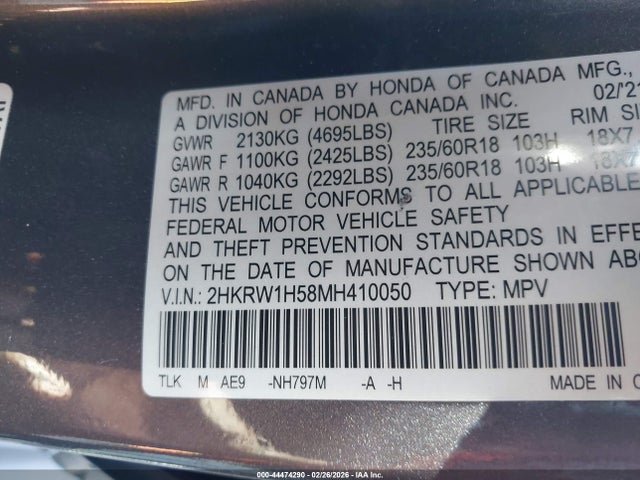 MFD. IN CANADA BY HONDA OF CANADA MFG.,
A DIVISION OF HONDA CANADA INC. 02/'21
GVWR 2130KG (4695LBS) TIRE SIZE RIM SI
GAWR F 1100KG (2425LBS) 235/60R18 103H 18X7
GAWR R 1040KG (2292LBS) 235/60R18 103H 18X7
THIS VEHICLE CONFORMS TO ALL APPLICABLE
FEDERAL MOTOR VEHICLE SAFETY
AND THEFT PREVENTION STANDARDS IN EFFE
ON THE DATE OF MANUFACTURE SHOWN ABO
V.I.N.: 2HKRW1H58MH410050 TYPE: MPV
TLK M AE9 -NH797M -A -H MADE IN C
000-44474290 - 02/26/2026 - IAA Inc.